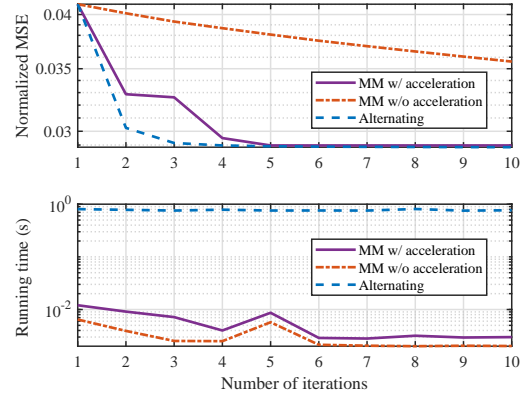 0.04
0.035
0.03
Normalized MSE
MM w/ acceleration
MM w/o acceleration
Alternating
1 2 3 4 5 6 7 8 9 10
10^0
10^-2
Running time (s)
MM w/ acceleration
MM w/o acceleration
Alternating
1 2 3 4 5 6 7 8 9 10
Number of iterations